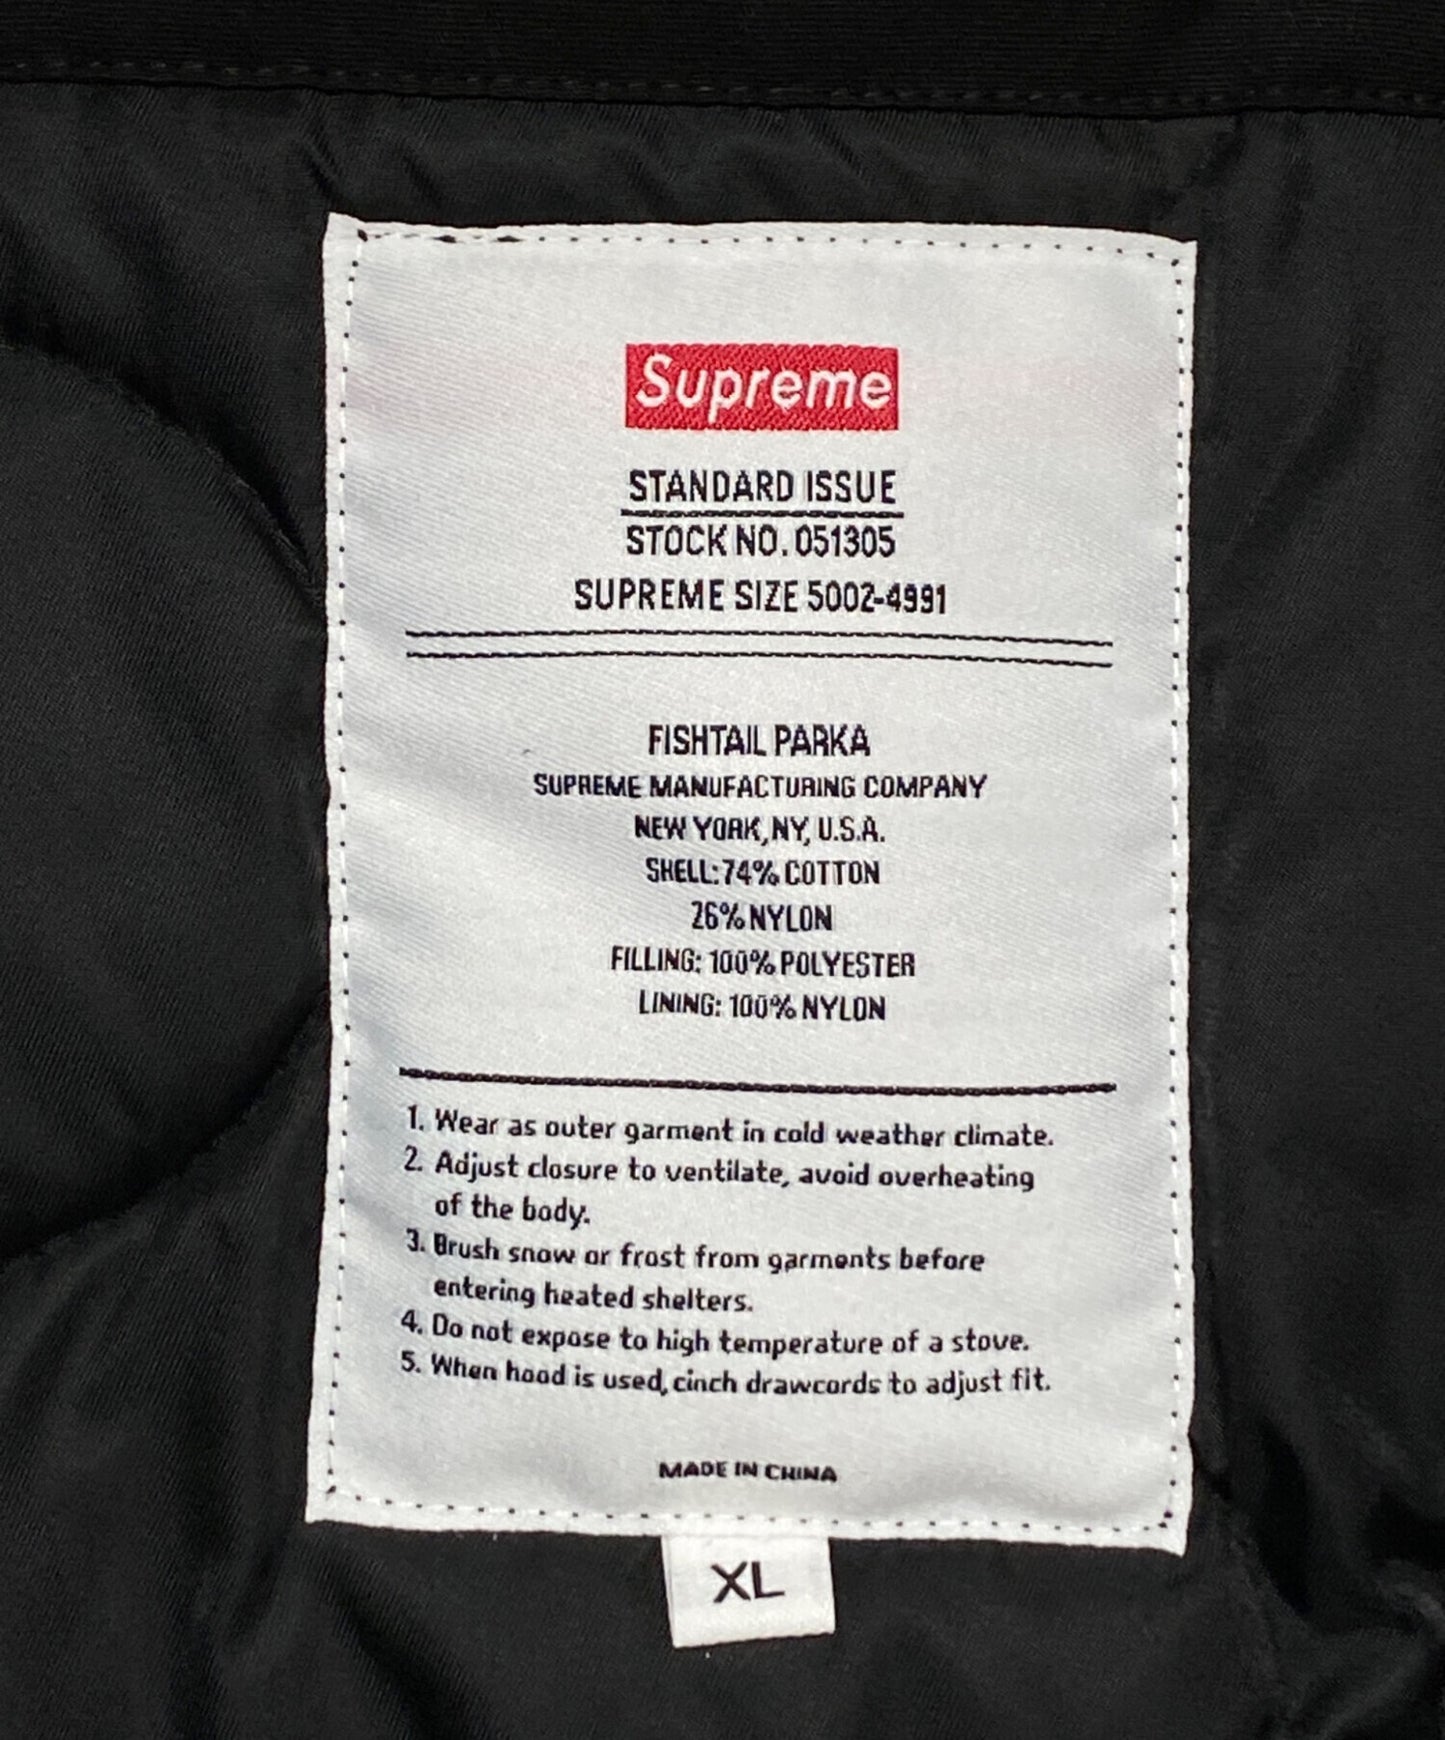 Supreme
STANDARD ISSUE
STOCK NO. 051305
SUPREME SIZE 5002-4991
FISHTAIL PARKA
SUPREME MANUFACTURING COMPANY
NEW YORK, NY, U.S.A.
SHELL: 74% COTTON
26% NYLON
FILLING: 100% POLYESTER
LINING: 100% NYLON
1. Wear as outer garment in cold weather climate.
2. Adjust closure to ventilate, avoid overheating
of the body.
3. Brush snow or frost from garments before
entering heated shelters.
4. Do not expose to high temperature of a stove.
5. When hood is used, cinch drawcords to adjust fit.
MADE IN CHINA
XL